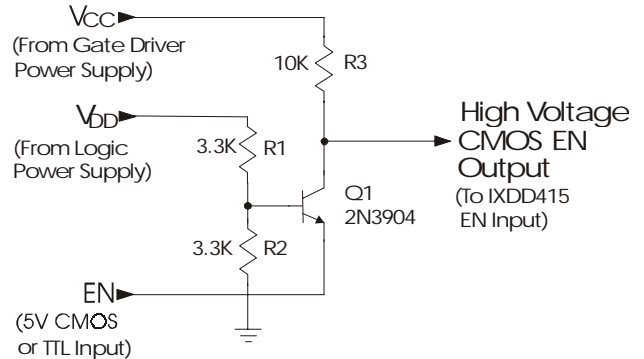 VCC
(From Gate Driver
Power Supply)
10K R3
VDD
(From Logic
Power Supply)
3.3K R1
High Voltage
CMOS EN
Output
(To IXDD415
EN Input)
Q1
2N3904
3.3K R2
EN
(5V CMOS
or TTL Input)